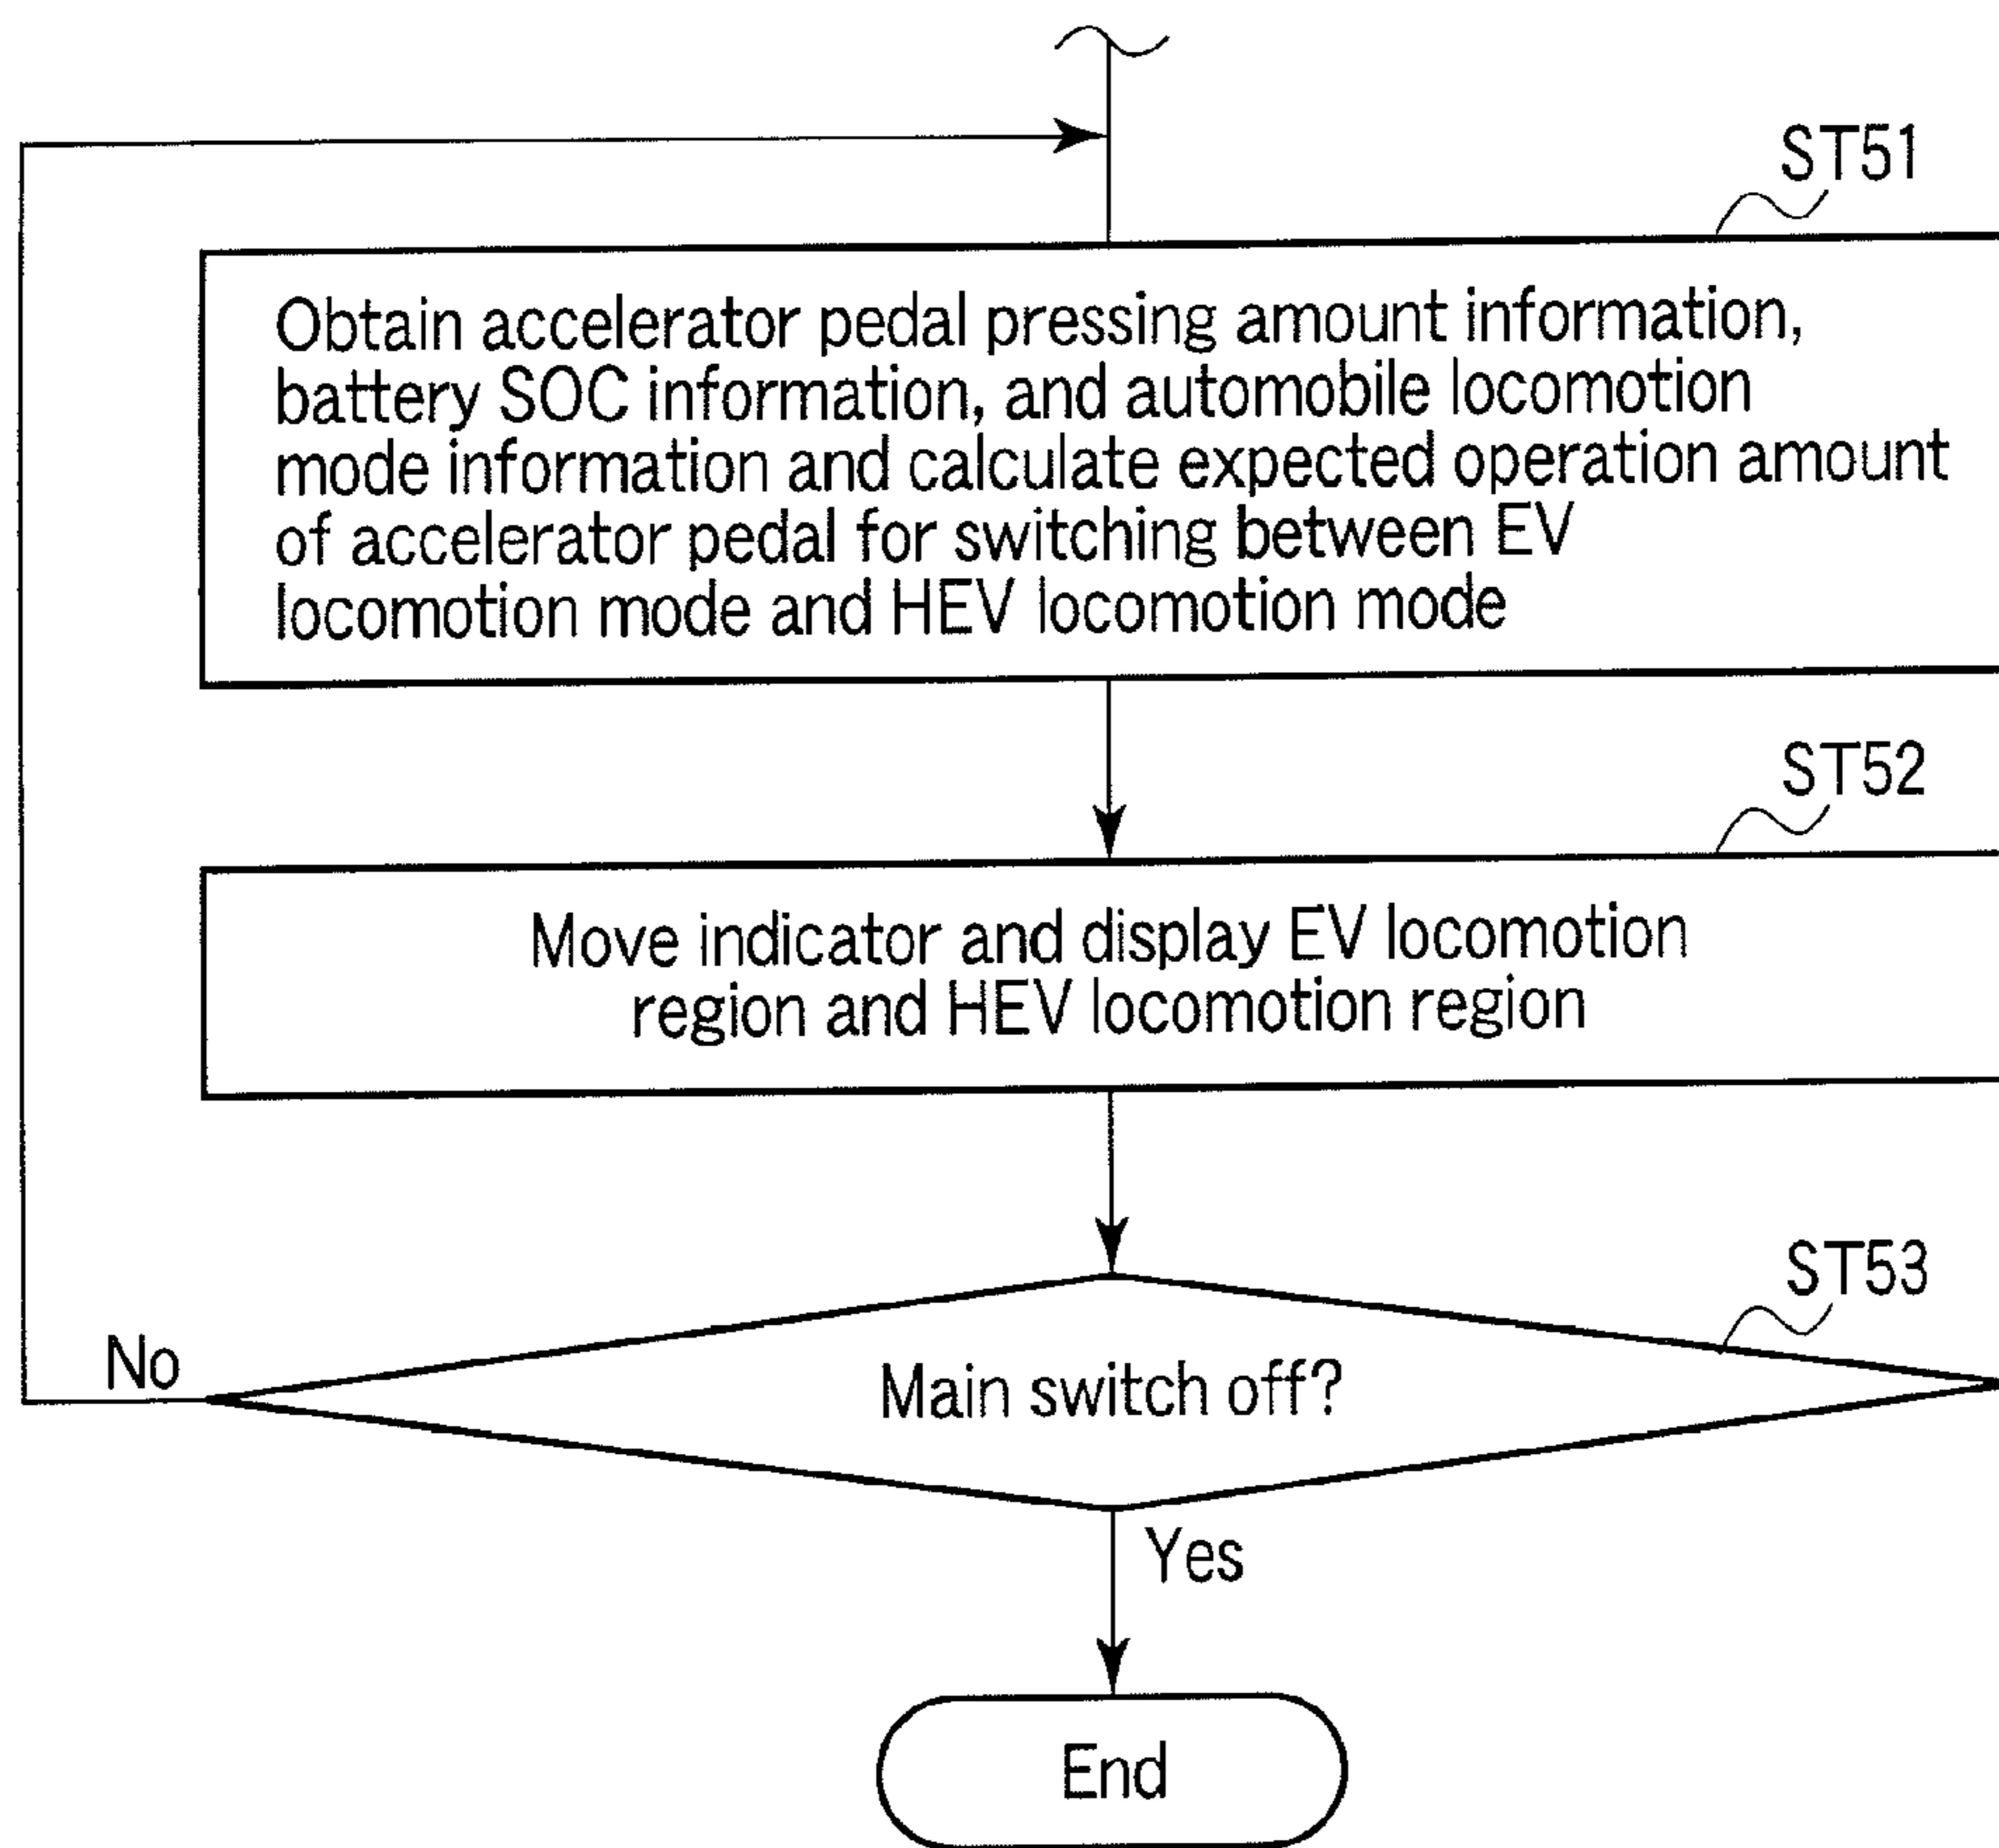 ST51
Obtain accelerator pedal pressing amount information,
battery SOC information, and automobile locomotion
mode information and calculate expected operation amount
of accelerator pedal for switching between EV
locomotion mode and HEV locomotion mode
ST52
Move indicator and display EV locomotion
region and HEV locomotion region
ST53
No
Main switch off?
Yes
End